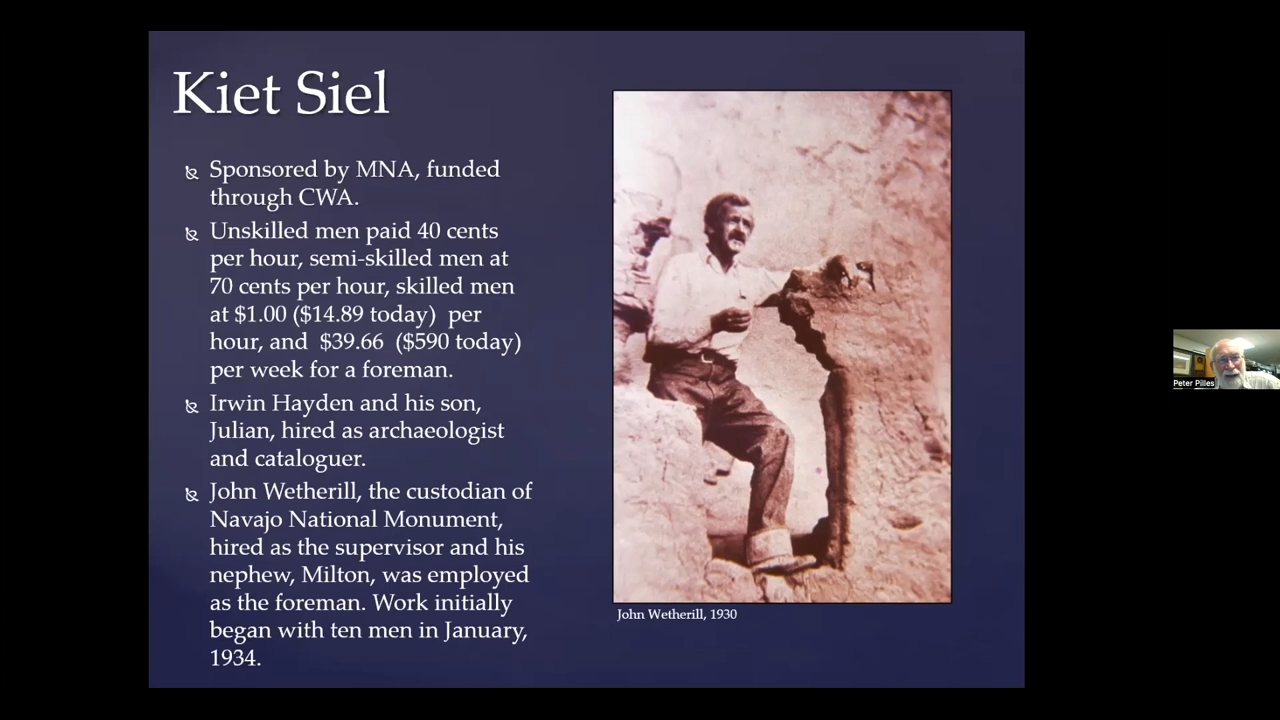 Kiet Siel
Sponsored by MNA, funded
through CWA.
Unskilled men paid 40 cents
per hour, semi-skilled men at
70 cents per hour, skilled men
at $1.00 ($14.89 today) per
hour, and $39.66 ($590 today)
per week for a foreman.
Irwin Hayden and his son,
Julian, hired as archaeologist
and cataloguer.
John Wetherill, the custodian of
Navajo National Monument,
hired as the supervisor and his
nephew, Milton, was employed
as the foreman. Work initially
began with ten men in January,
1934.
John Wetherill, 1930
Peter Pilles